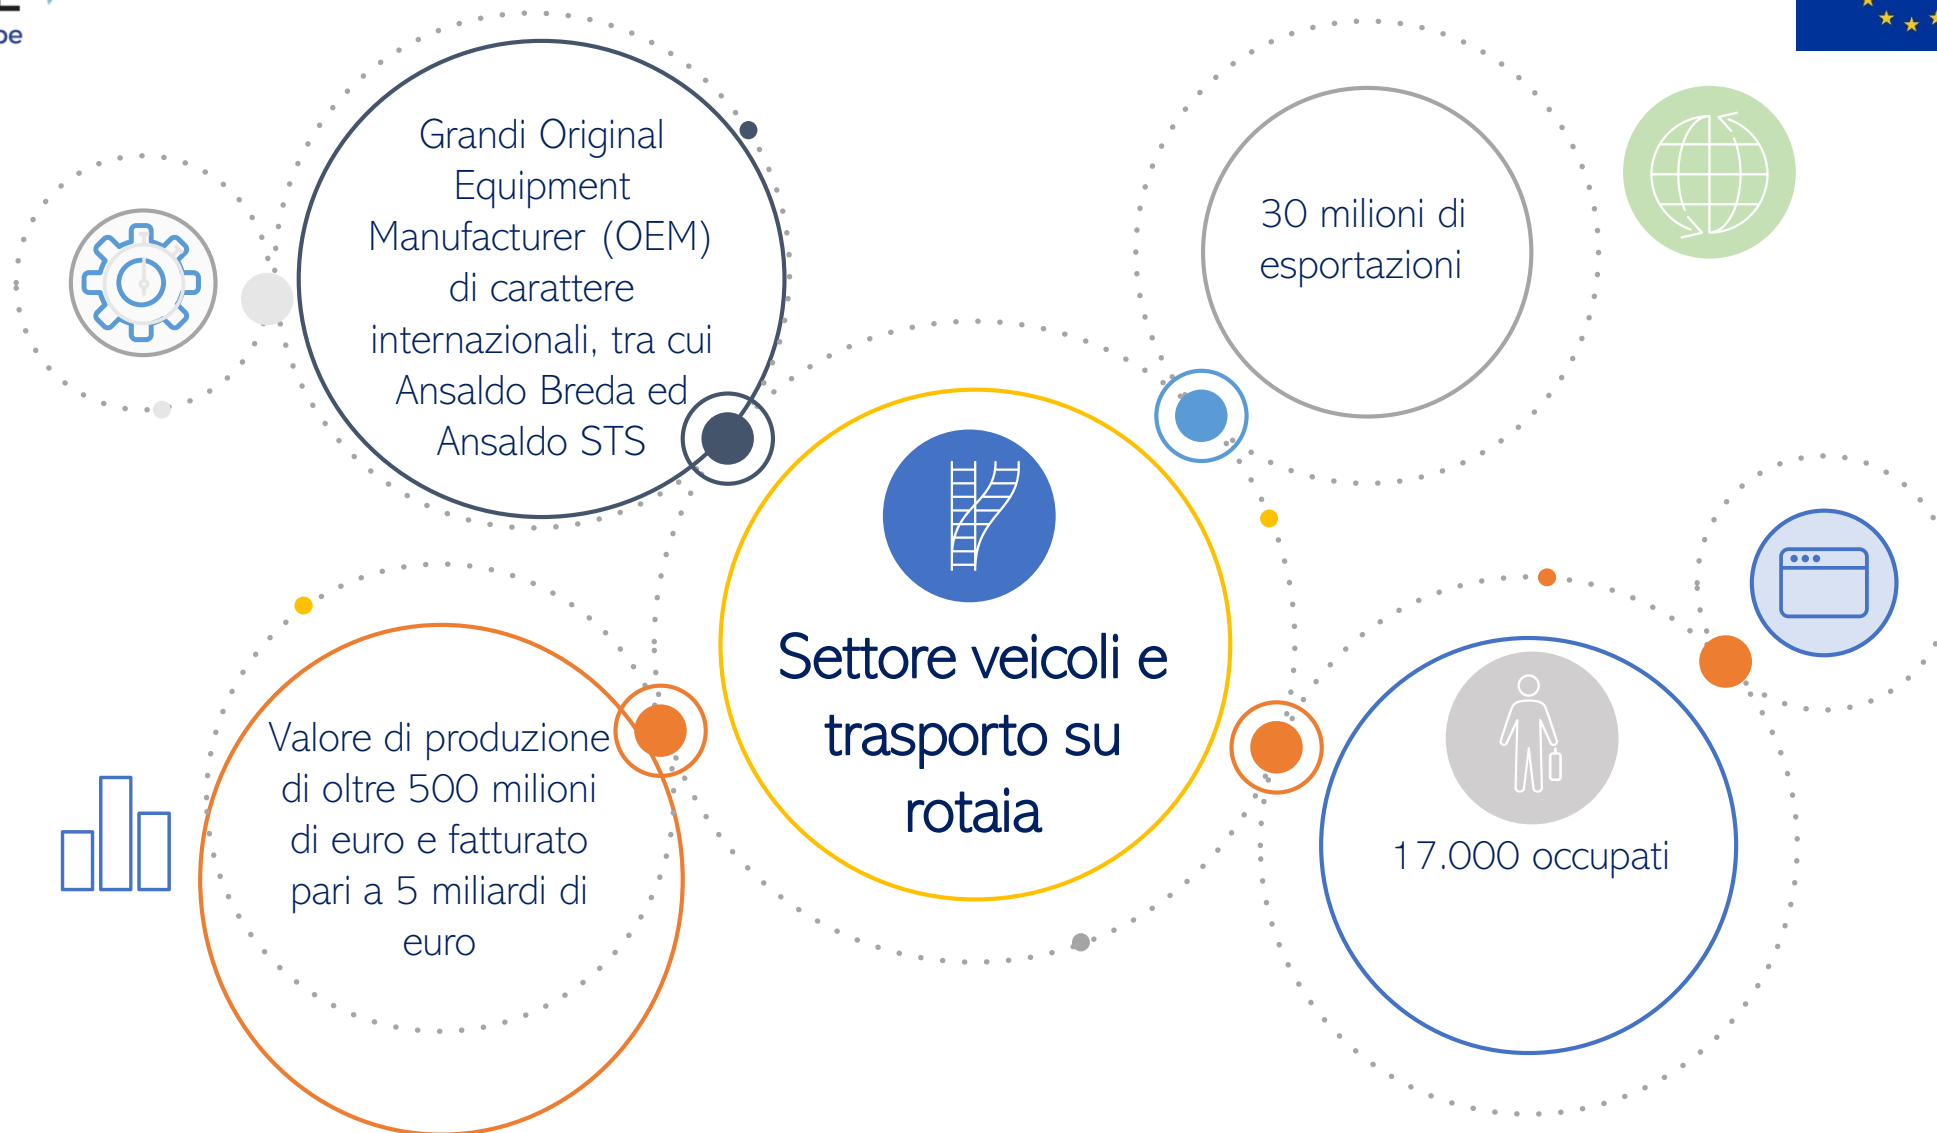 Grandi Original
Equipment
Manufacturer (OEM)
di carattere
internazionali, tra cui
Ansaldo Breda ed
Ansaldo STS
30 milioni di
esportazioni
Settore veicoli e
trasporto su
rotaia
Valore di produzione
di oltre 500 milioni
di euro e fatturato
pari a 5 miliardi di
euro
17.000 occupati